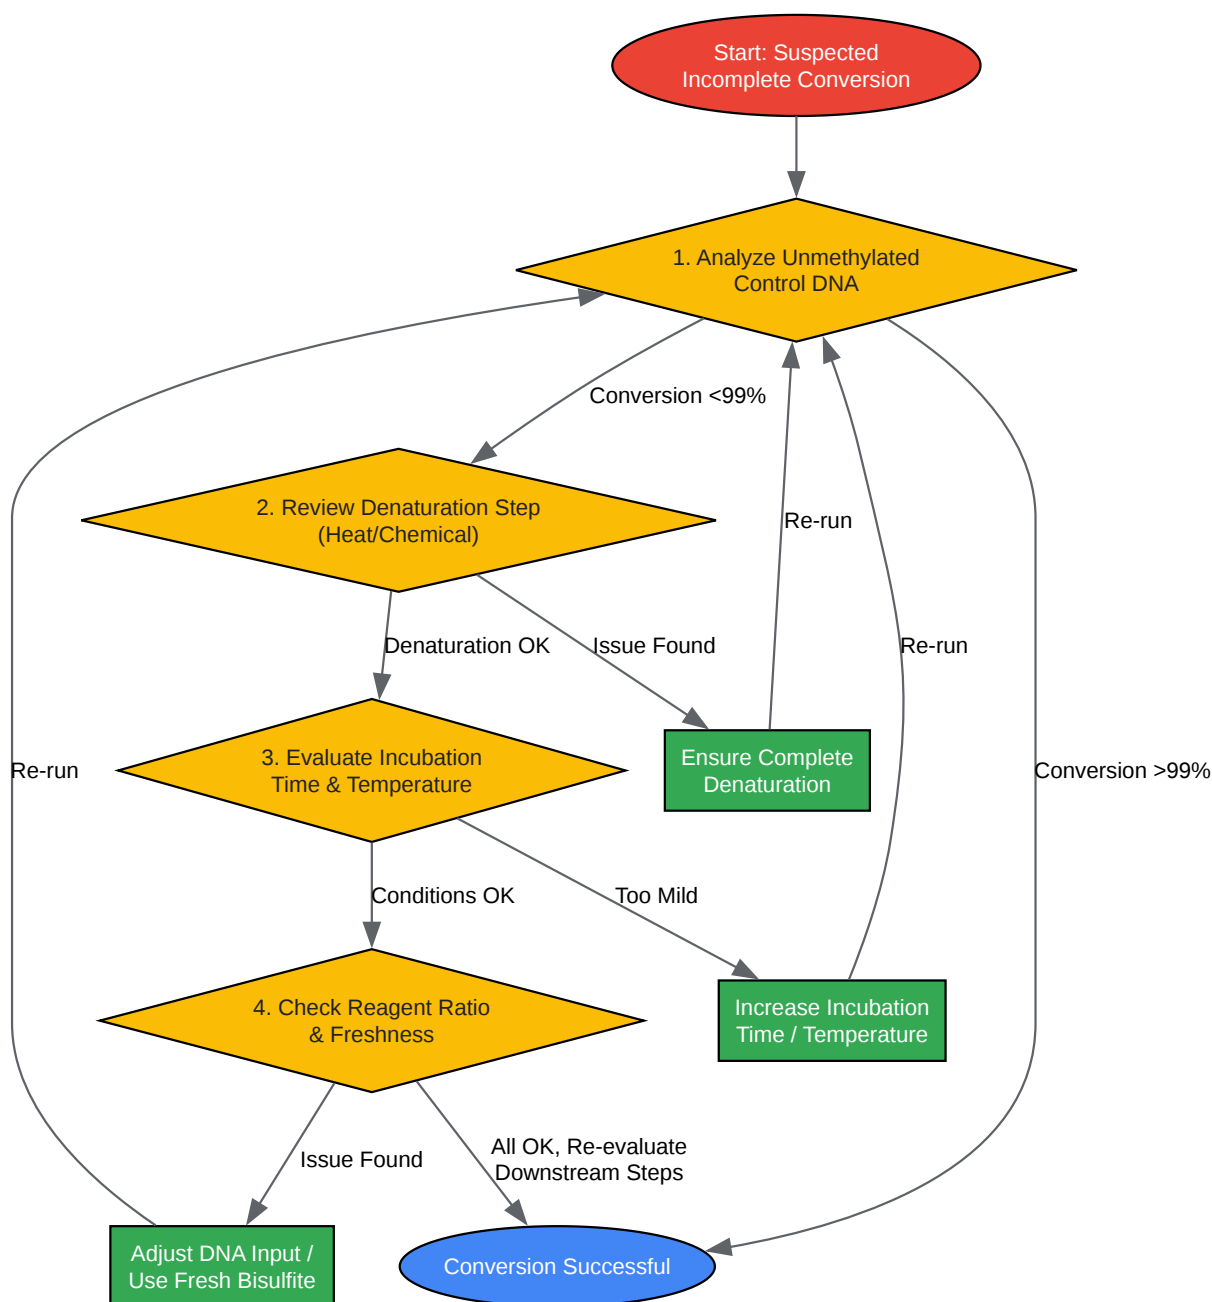 Start: Suspected
Incomplete Conversion
1. Analyze Unmethylated
Control DNA
Conversion <99%
2. Review Denaturation Step
(Heat/Chemical)
Re-run
Denaturation OK
Issue Found
Re-run
3. Evaluate Incubation
Time & Temperature
Ensure Complete
Denaturation
Re-run
Conversion >99%
Conditions OK
Too Mild
4. Check Reagent Ratio
& Freshness
Increase Incubation
Time / Temperature
Issue Found
All OK, Re-evaluate
Downstream Steps
Adjust DNA Input /
Use Fresh Bisulfite
Conversion Successful